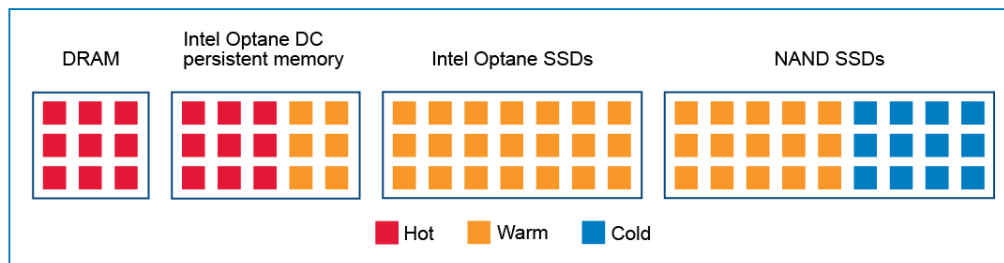 DRAM
Intel Optane DC
persistent memory
Intel Optane SSDs
NAND SSDs
Hot
Warm
Cold